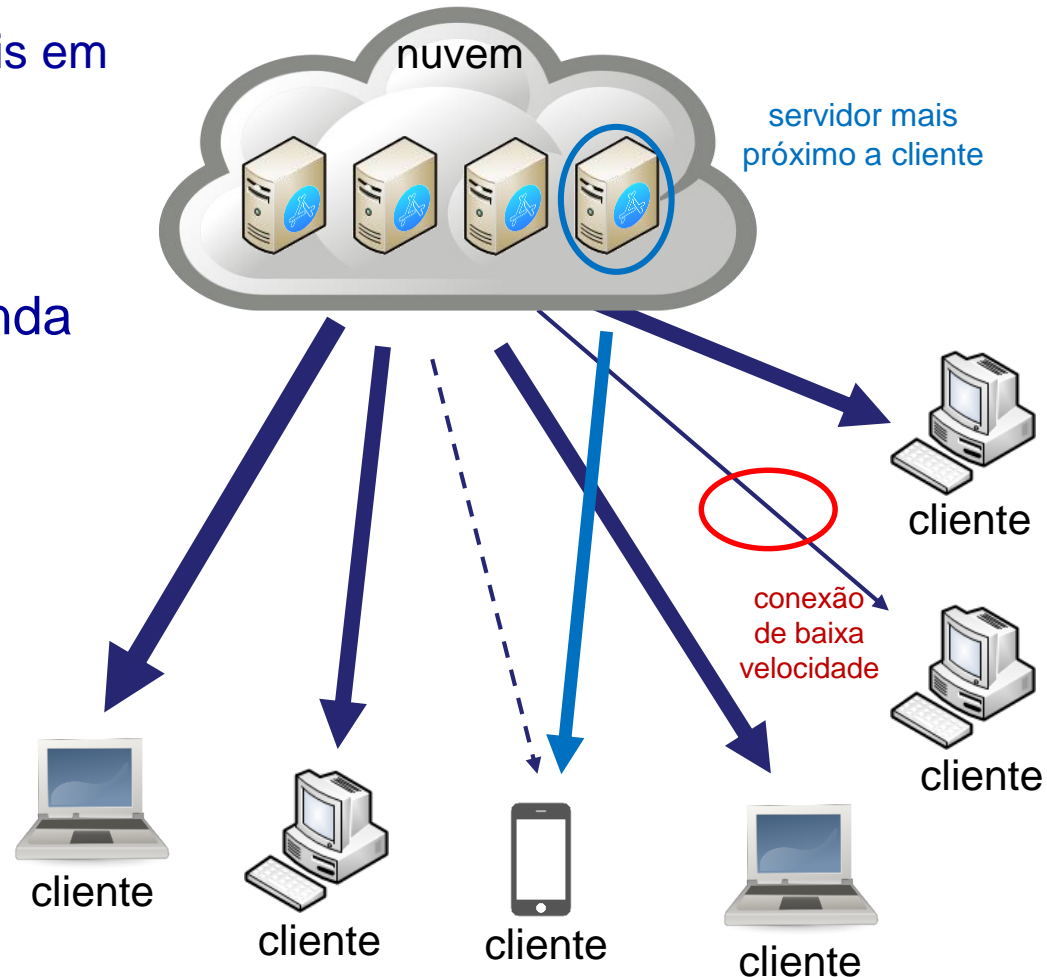 is em
nuvem
servidor mais
próximo a cliente
nda
cliente
conexão
de baixa
velocidade
cliente
cliente
cliente
cliente
cliente